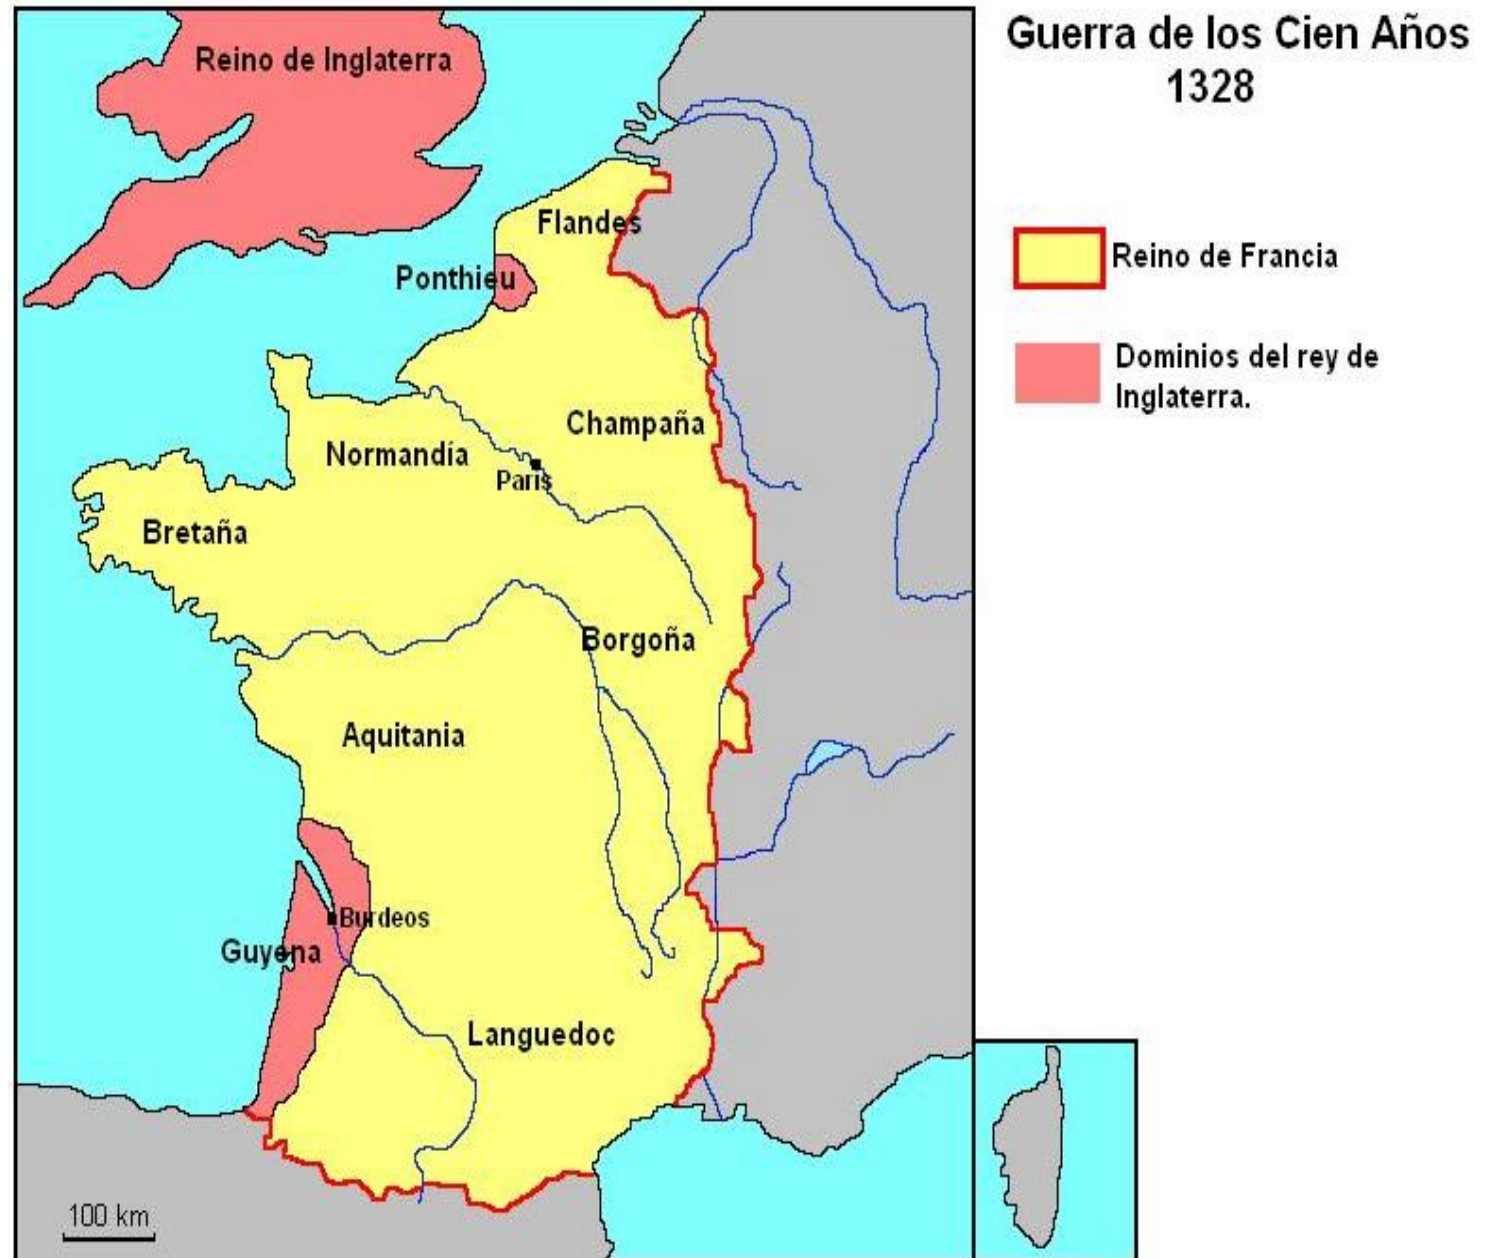 Guerra de los Cien Años
1328
Reino de Francia
Dominios del rey de
Inglaterra.
Reino de Inglaterra
Flandes
Ponthieu
Champaña
Normandía
Paris
Bretaña
Borgoña
Aquitania
Burdeos
Guyena
Languedoc
100 km